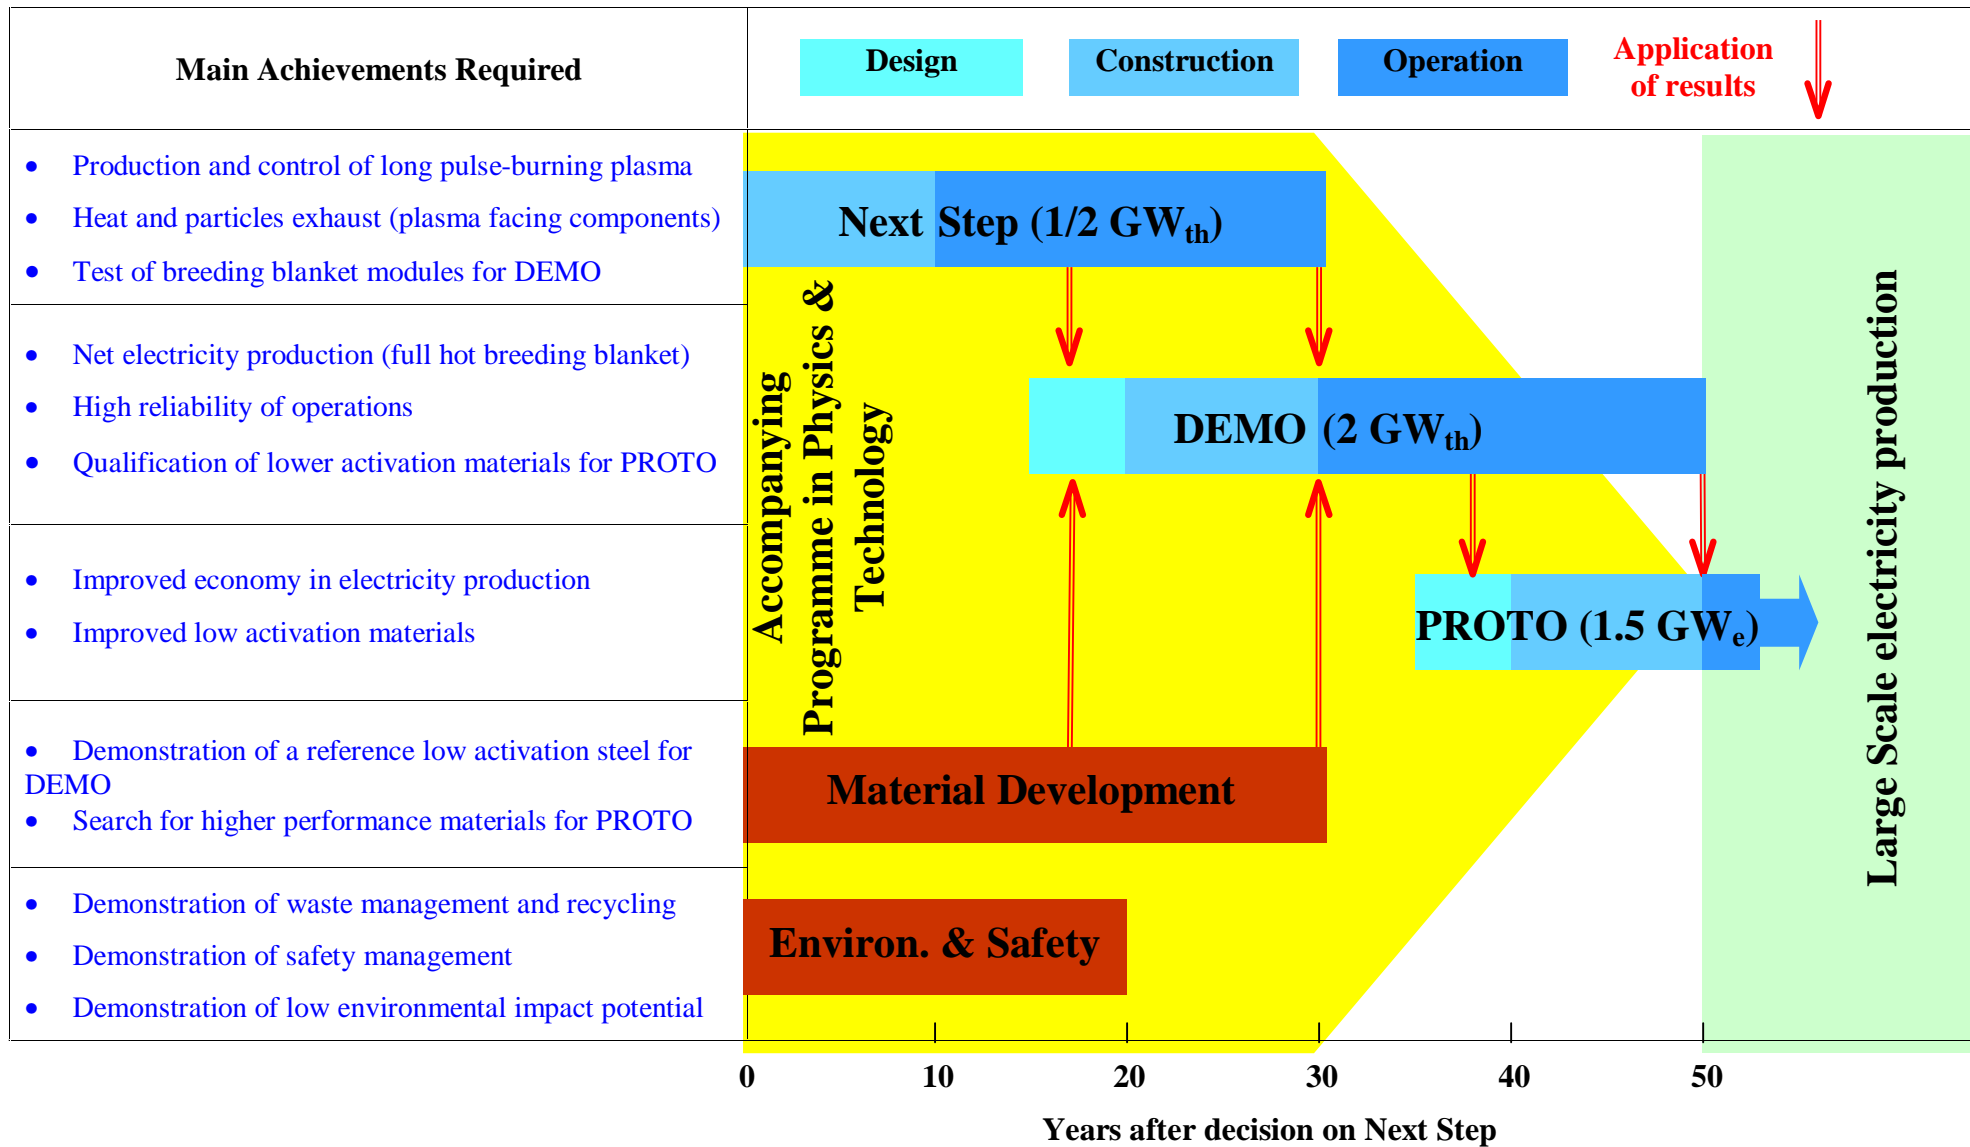 Main Achievements Required
Design
Construction
Operation
Application
of results
• Production and control of long pulse-burning plasma
• Heat and particles exhaust (plasma facing components)
• Test of breeding blanket modules for DEMO
Next Step (1/2 GWth)
• Net electricity production (full hot breeding blanket)
• High reliability of operations
• Qualification of lower activation materials for PROTO
DEMO (2 GWth)
• Improved economy in electricity production
• Improved low activation materials
PROTO (1.5 GWe)
Accompanying
Programme in Physics &
Technology
Large Scale electricity production
• Demonstration of a reference low activation steel for
DEMO
• Search for higher performance materials for PROTO
Material Development
• Demonstration of waste management and recycling
• Demonstration of safety management
• Demonstration of low environmental impact potential
Environ. & Safety
0 10 20 30 40 50
Years after decision on Next Step